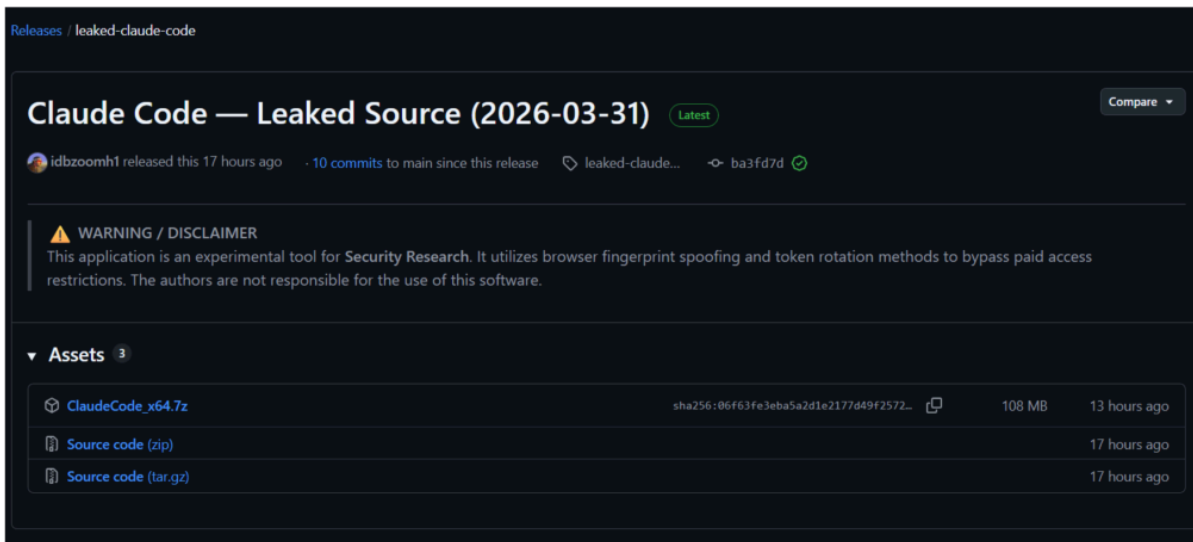 Releases / leaked-claude-code
Compare
Claude Code — Leaked Source (2026-03-31) Latest
idbzoomh1 released this 17 hours ago · 10 commits to main since this release leaked-claude... ba3fd7d
WARNING / DISCLAIMER
This application is an experimental tool for Security Research. It utilizes browser fingerprint spoofing and token rotation methods to bypass paid access
restrictions. The authors are not responsible for the use of this software.
Assets 3
ClaudeCode_x64.7z sha256:06f63fe3eba5a2d1e2177d49f2572... 108 MB 13 hours ago
Source code (zip) 17 hours ago
Source code (tar.gz) 17 hours ago